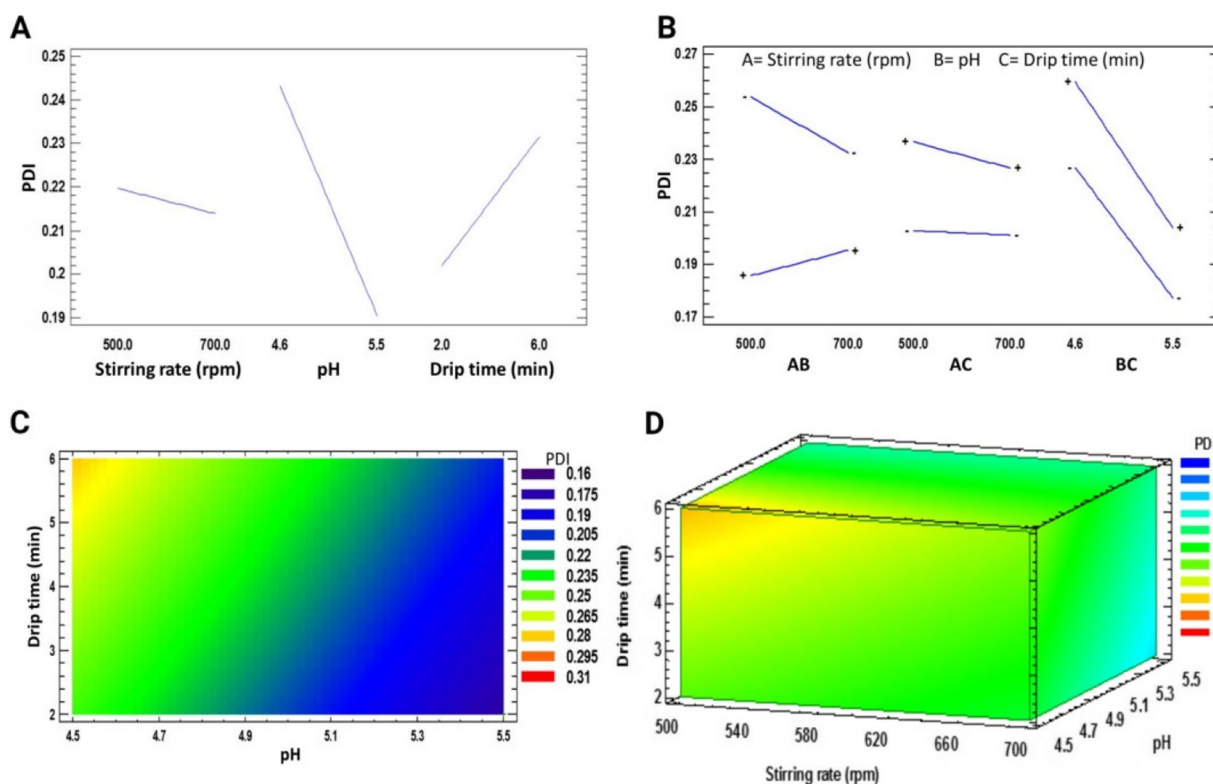 A
0.25
0.24
0.23
0.22
0.21
0.2
0.19
PDI
500.0 700.0 4.6 5.5 2.0 6.0
Stirring rate (rpm) pH Drip time (min)
B
A= Stirring rate (rpm) B= pH C= Drip time (min)
0.27
0.25
0.23
0.21
0.19
0.17
PDI
- - + + + +
+ + - - - -
500.0 700.0 500.0 700.0 4.6 5.5
AB AC BC
C
6
5
4
3
2
Drip time (min)
4.5 4.7 4.9 5.1 5.3 5.5
pH
PDI
0.16
0.175
0.19
0.205
0.22
0.235
0.25
0.265
0.28
0.295
0.31
D
PD
6
5
4
3
2
Drip time (min)
500 540 580 620 660 700
Stirring rate (rpm)
4.5 4.7 4.9 5.1 5.3 5.5
pH